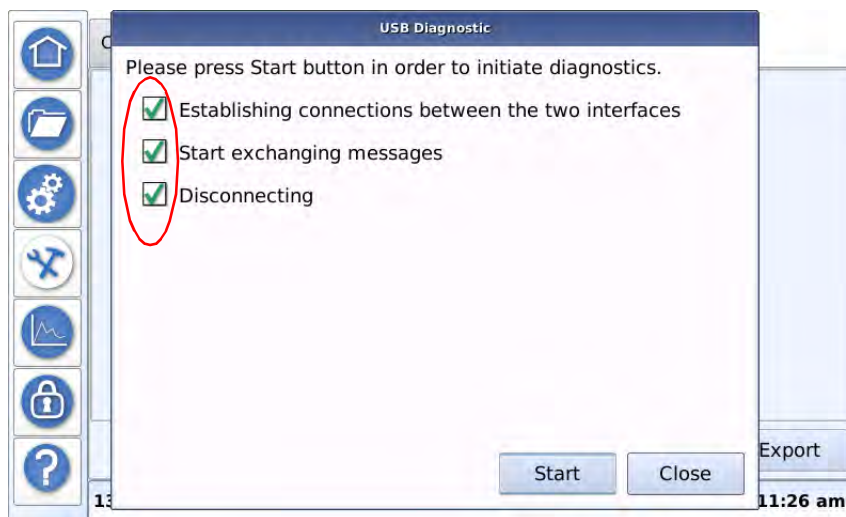 USB Diagnostic
Please press Start button in order to initiate diagnostics.
Establishing connections between the two interfaces
Start exchanging messages
Disconnecting
Start
Close
Export
11:26 am